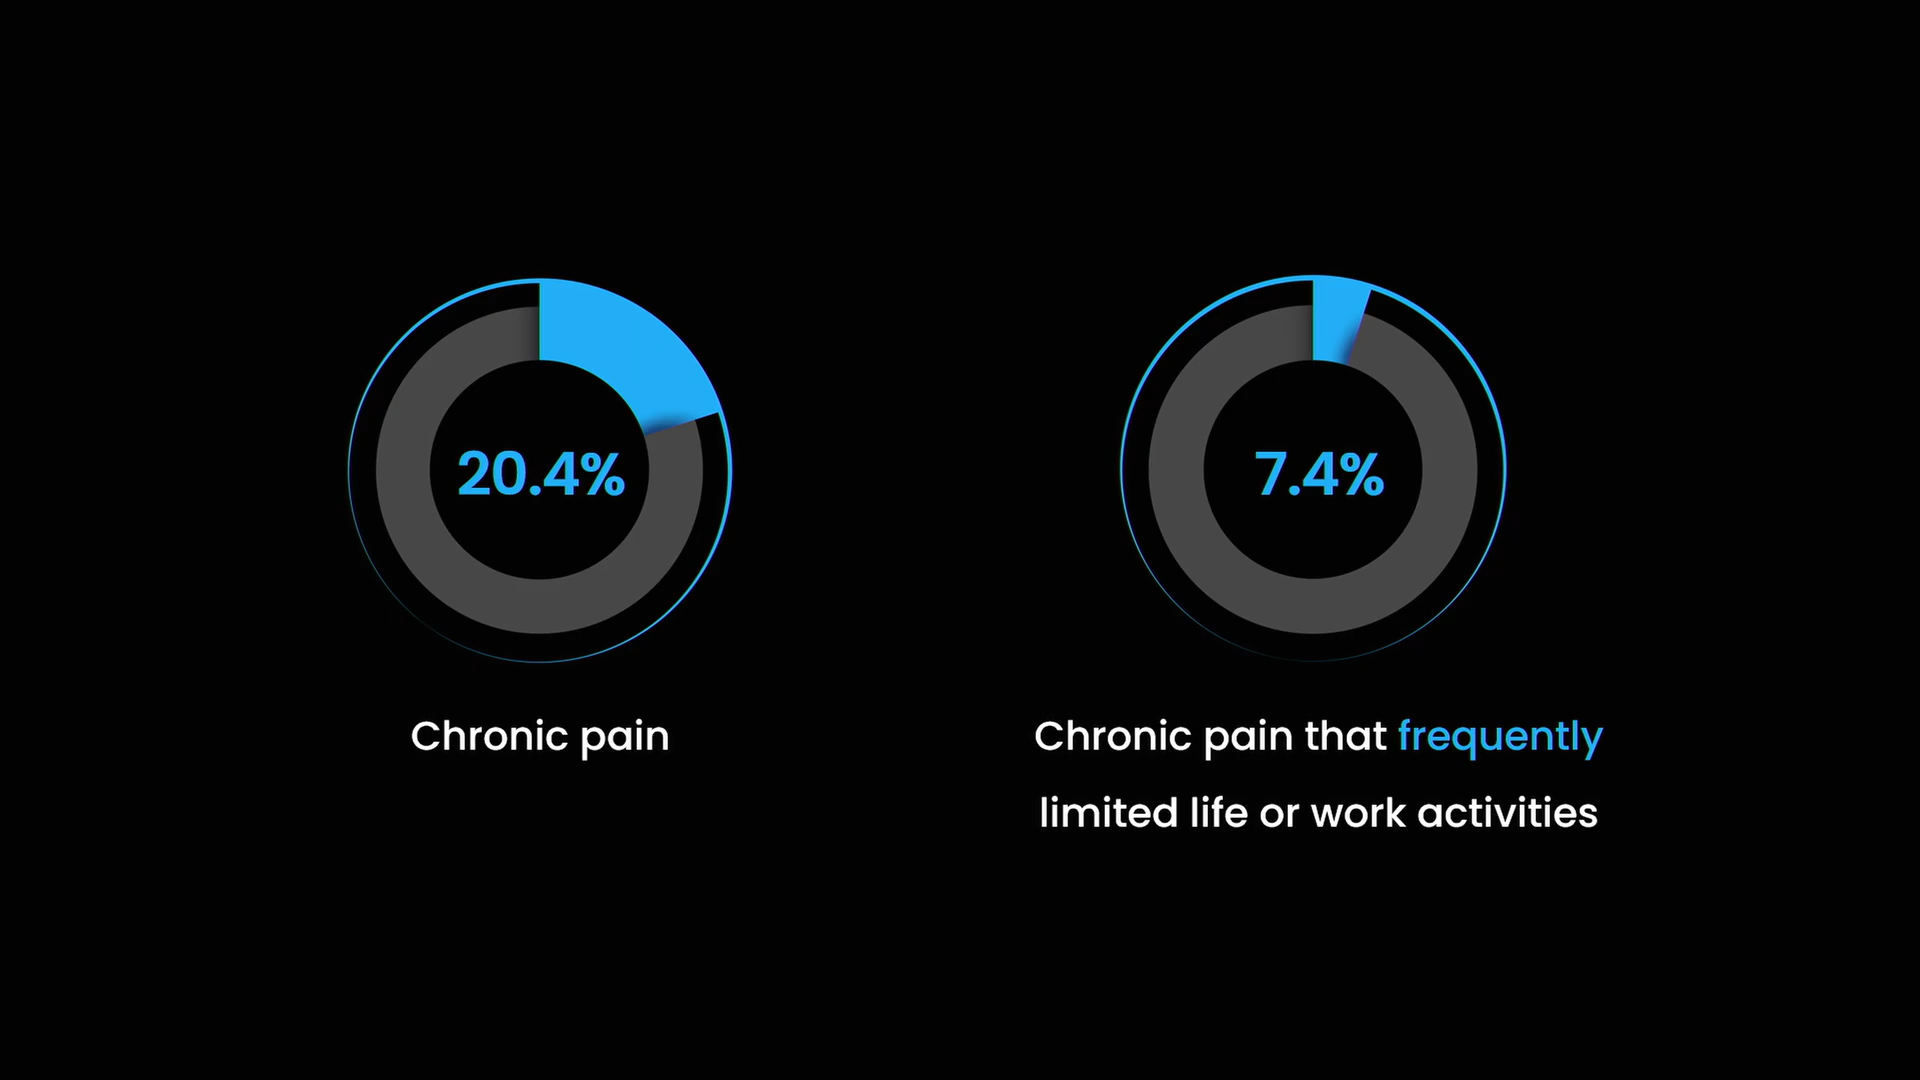 20.4%
Chronic pain
7.4%
Chronic pain that frequently
limited life or work activities